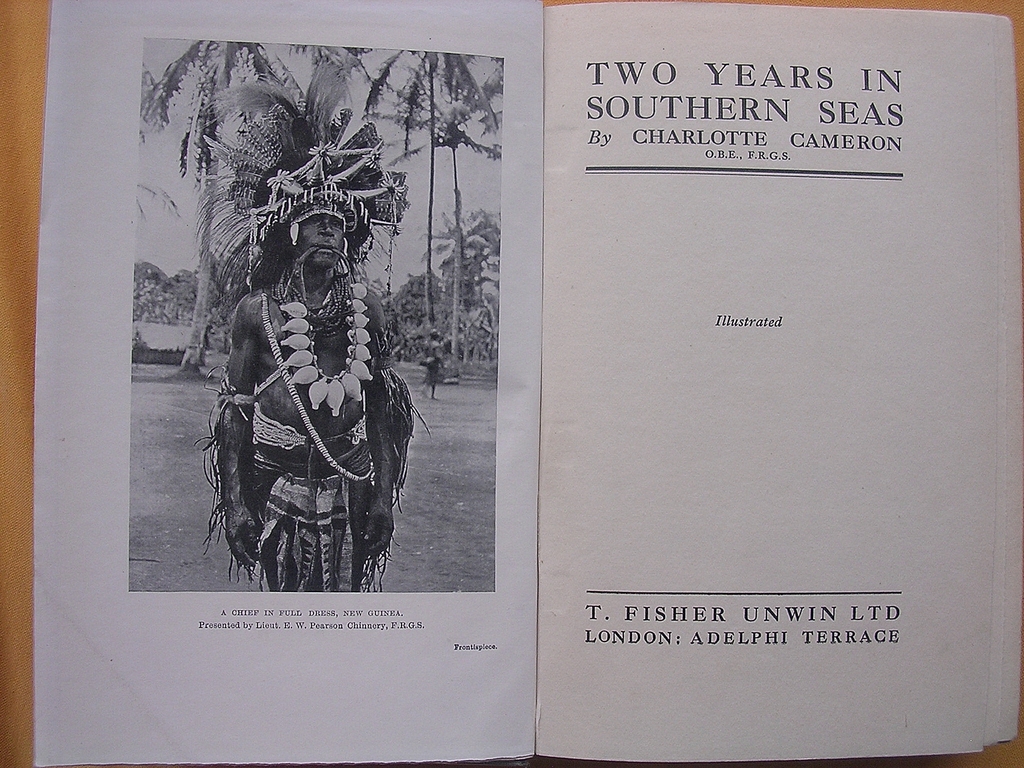 A CHIEF IN FULL DRESS, NEW GUINEA.
Presented by Lieut. E. W. Pearson Chinnery, F.R.G.S.
Frontispiece.
TWO YEARS IN
SOUTHERN SEAS
By CHARLOTTE CAMERON
O.B.E., F.R.G.S.
Illustrated
T. FISHER UNWIN LTD
LONDON: ADELPHI TERRACE